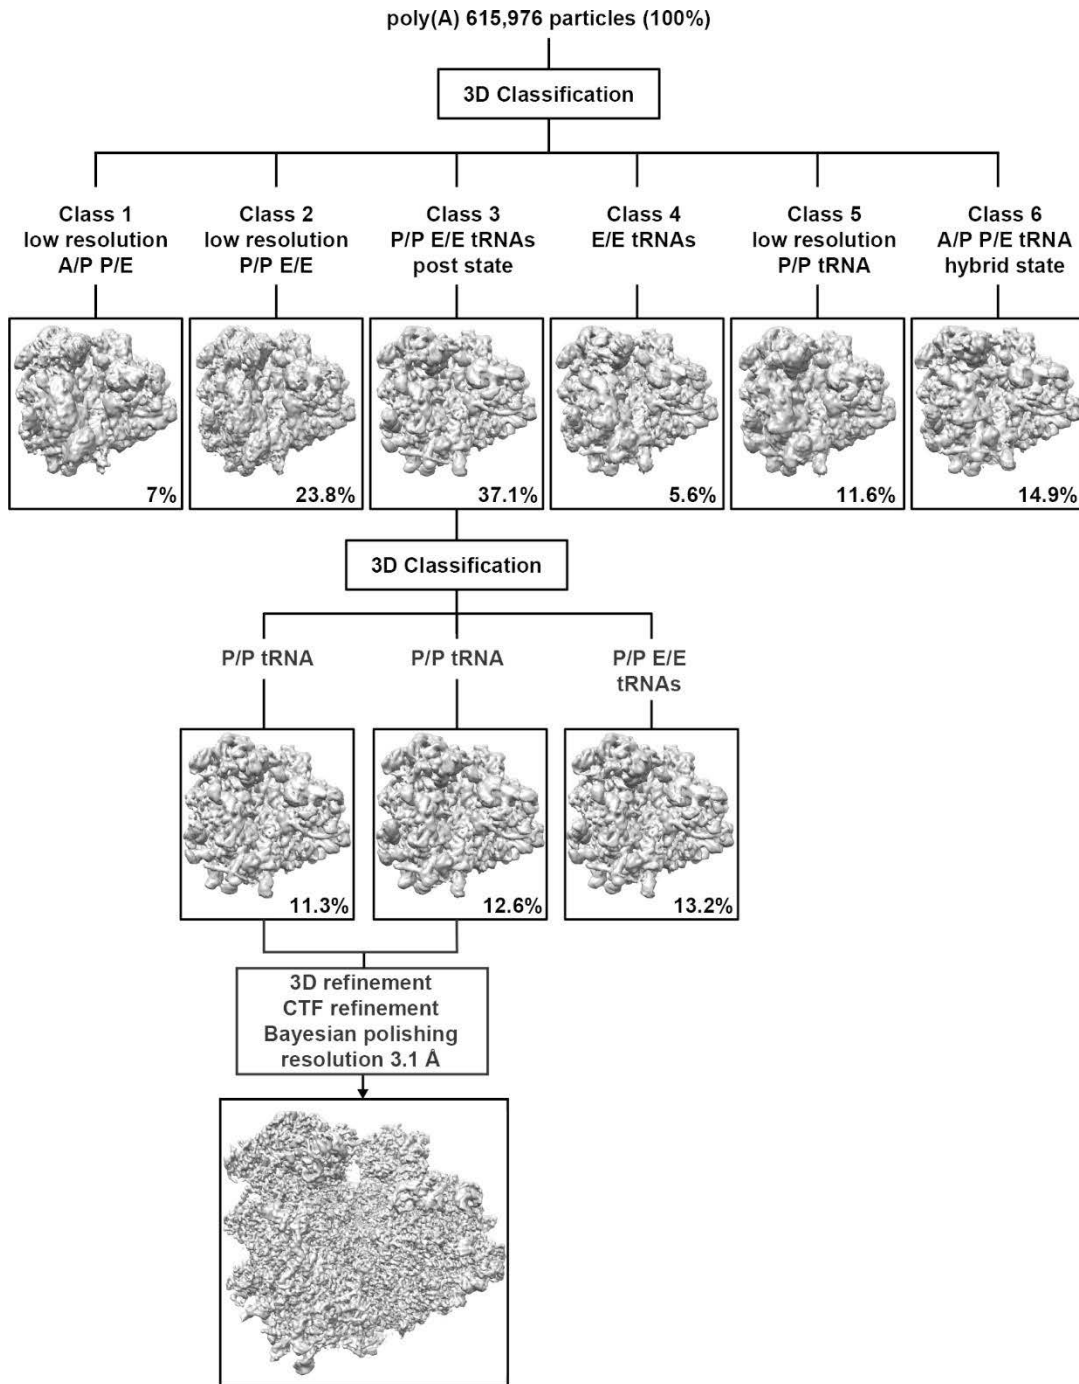 poly(A) 615,976 particles (100%)
3D Classification
Class 1
low resolution
A/P P/E
Class 2
low resolution
P/P E/E
Class 3
P/P E/E tRNAs
post state
Class 4
E/E tRNAs
Class 5
low resolution
P/P tRNA
Class 6
A/P P/E tRNA
hybrid state
7%
23.8%
37.1%
5.6%
11.6%
14.9%
3D Classification
P/P tRNA
P/P tRNA
P/P E/E
tRNAs
11.3%
12.6%
13.2%
3D refinement
CTF refinement
Bayesian polishing
resolution 3.1 Å